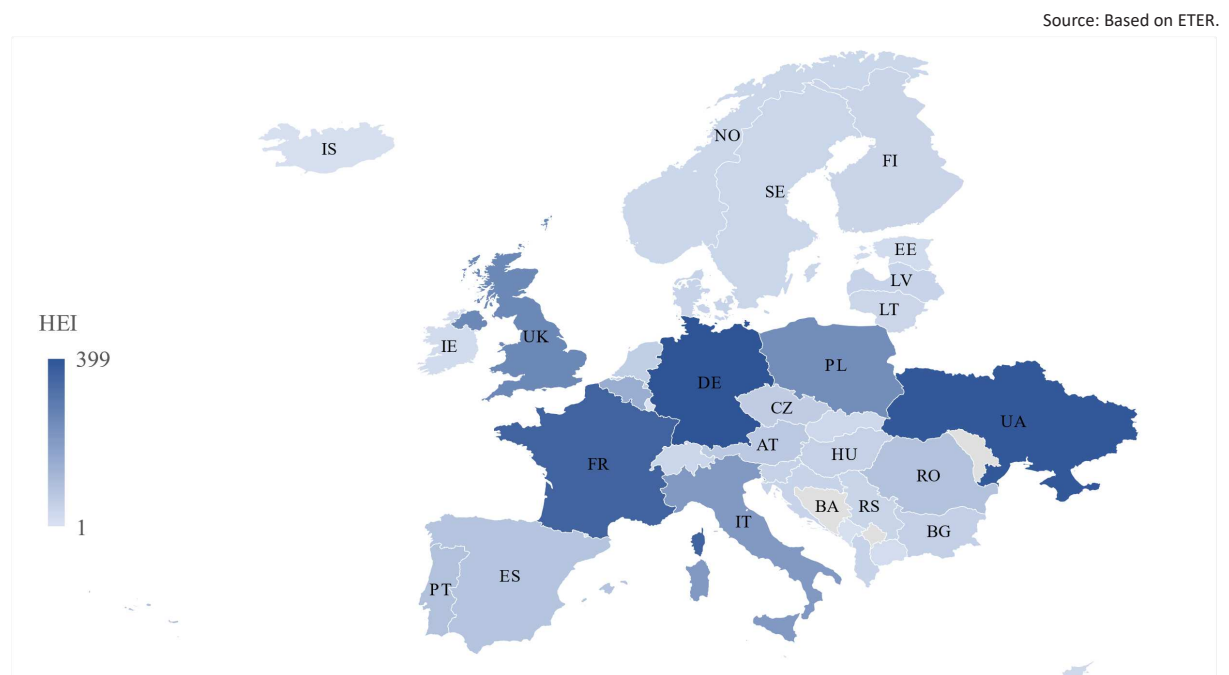 Source: Based on ETER.
IS
NO
FI
SE
EE
LV
LT
HEI
399
1
IE
UK
DE
PL
CZ
UA
AT
FR
HU
RO
BA
RS
IT
BG
ES
PT